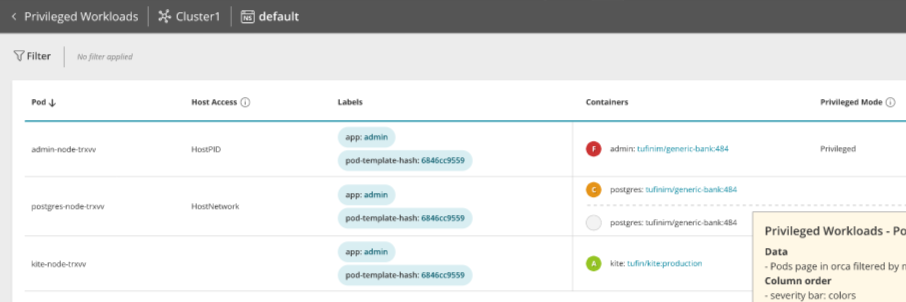 Privileged Workloads Cluster1 NS default
Filter No filter applied
Pod Host Access Labels Containers Privileged Mode
app: admin
admin-node-trxvv HostPID F admin: tufinim/generic-bank:484 Privileged
pod-template-hash: 6846cc9559
C postgres: tufinim/generic-bank:484
app: admin
postgres-node-trxvv HostNetwork
pod-template-hash: 6846cc9559 postgres: tufinim/generic-bank:484
Privileged Workloads - Po
app: admin Data
kite-node-trxvv A kite: tufin/kite:production
- Pods page in orca filtered by
pod-template-hash: 6846cc9559 Column order
- severity bar: colors